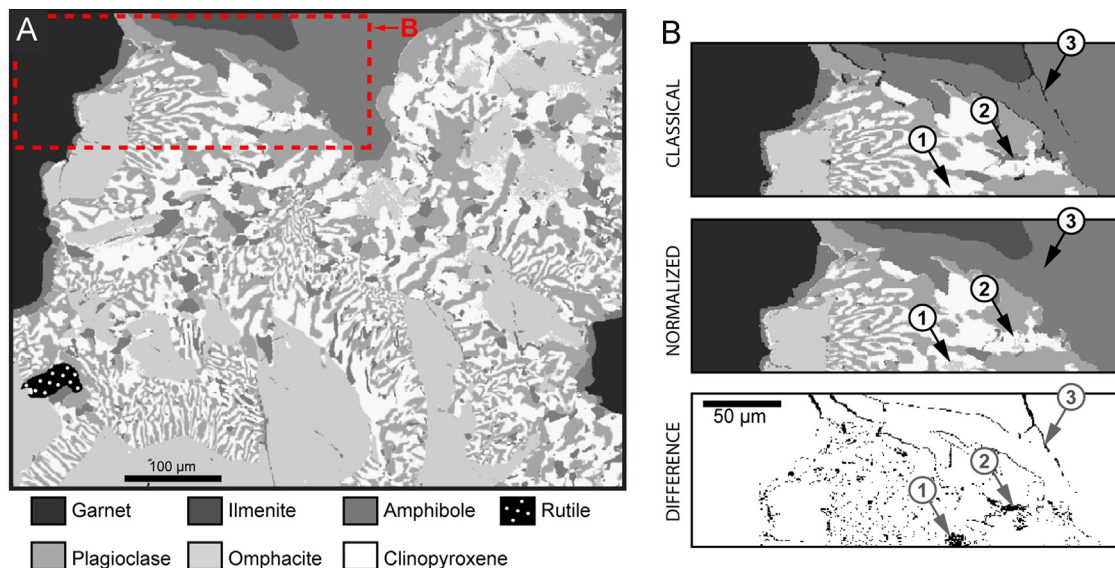 A
B
100 µm
Garnet
Ilmenite
Amphibole
Rutile
Plagioclase
Omphacite
Clinopyroxene
B
CLASSICAL
1
2
3
NORMALIZED
1
2
3
DIFFERENCE
50 µm
1
2
3